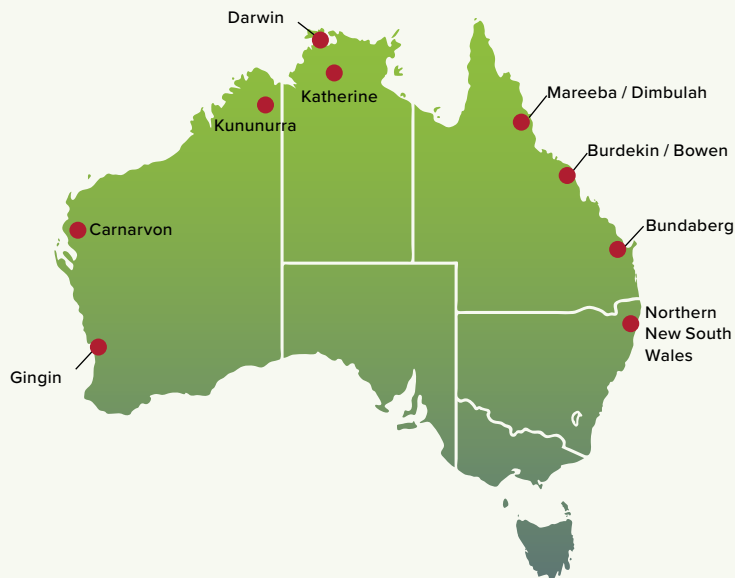 Darwin
Katherine
Mareeba / Dimbulah
Kununurra
Burdekin / Bowen
Bundaberg
Carnarvon
Northern
New South
Wales
Gingin